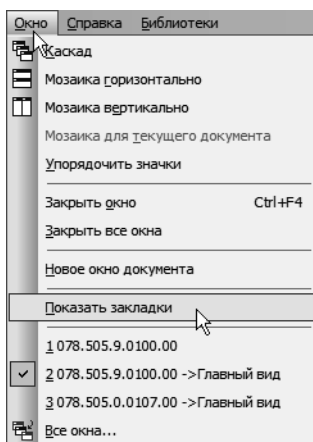 Окно Справка Библиотеки
Каскад
Мозаика горизонтально
Мозаика вертикально
Мозаика для текущего документа
Упорядочить значки
Закрыть окно Ctrl+F4
Закрыть все окна
Новое окно документа
Показать закладки
1 078.505.9.0100.00
2 078.505.9.0100.00 ->Главный вид
3 078.505.0.0107.00 ->Главный вид
Все окна...